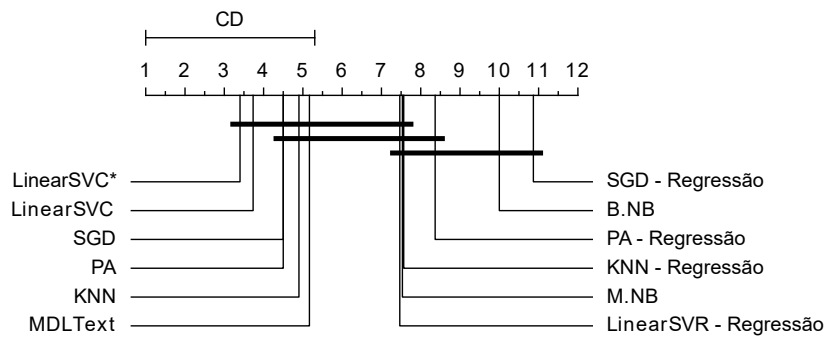 CD
1 2 3 4 5 6 7 8 9 10 11 12
LinearSVC* SGD - Regressão
LinearSVC B.NB
SGD PA - Regressão
PA KNN - Regressão
KNN M.NB
MDLText LinearSVR - Regressão